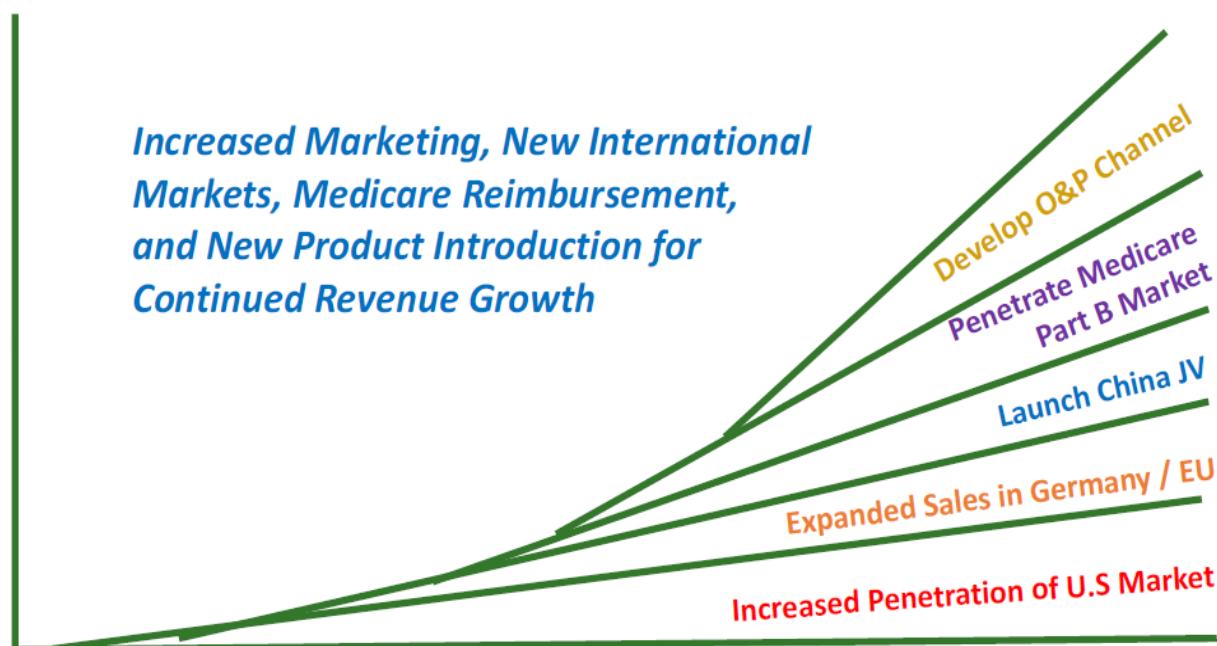 Increased Marketing, New International
Markets, Medicare Reimbursement,
and New Product Introduction for
Continued Revenue Growth
Develop O&P Channel
Penetrate Medicare
Part B Market
Launch China JV
Expanded Sales in Germany / EU
Increased Penetration of U.S Market